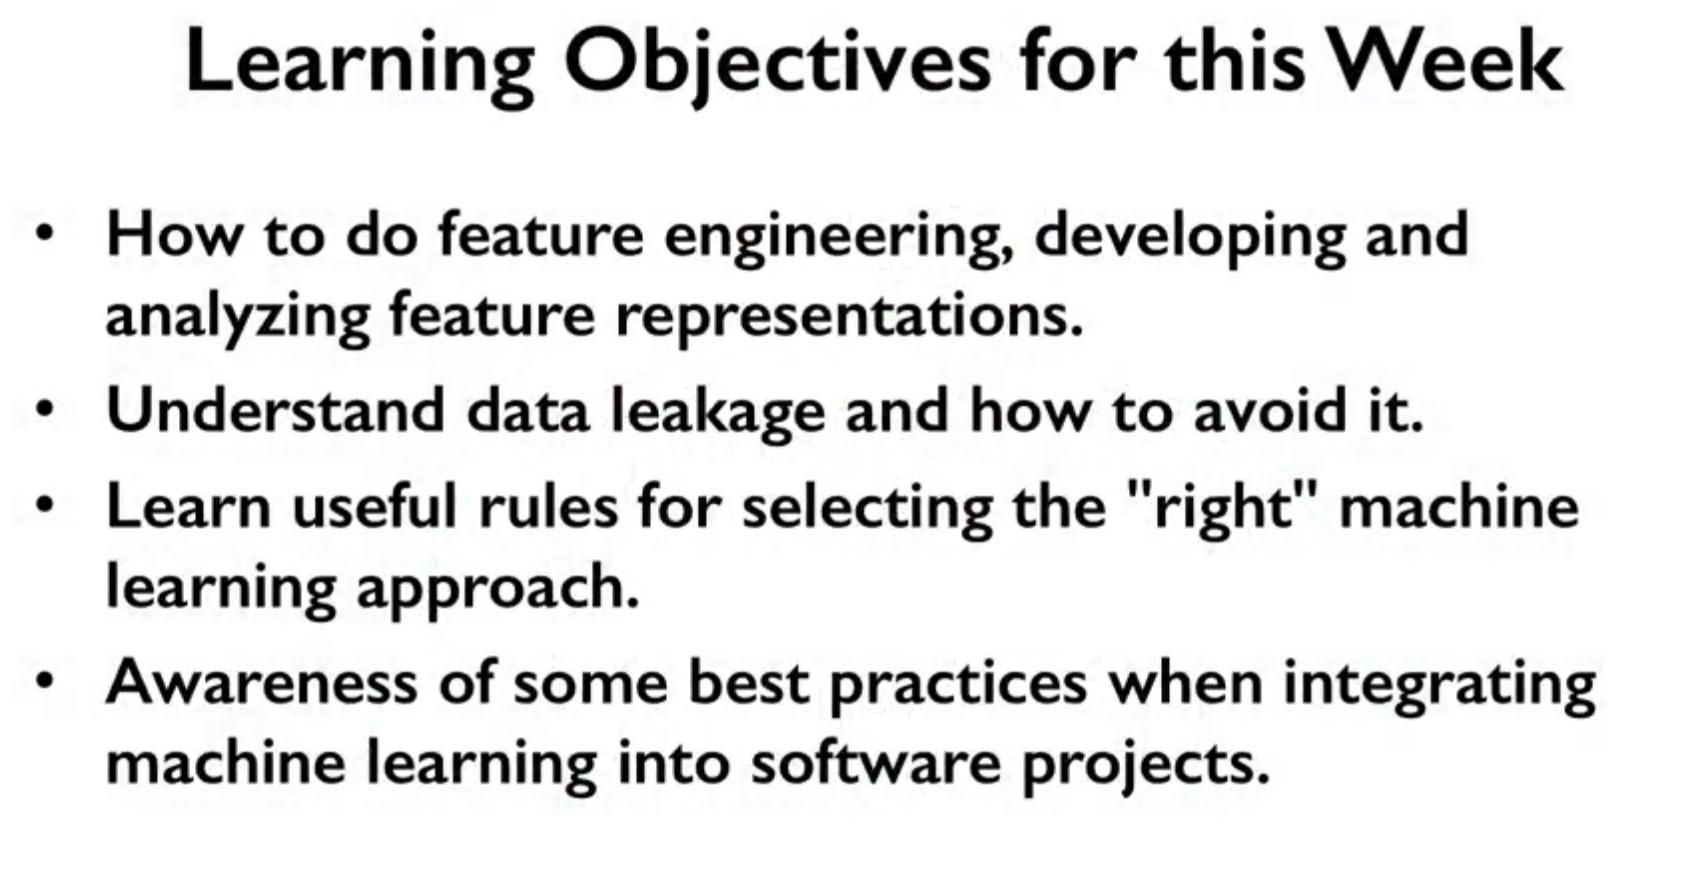 Learning Objectives for this Week
• How to do feature engineering, developing and
analyzing feature representations.
• Understand data leakage and how to avoid it.
• Learn useful rules for selecting the "right" machine
learning approach.
• Awareness of some best practices when integrating
machine learning into software projects.